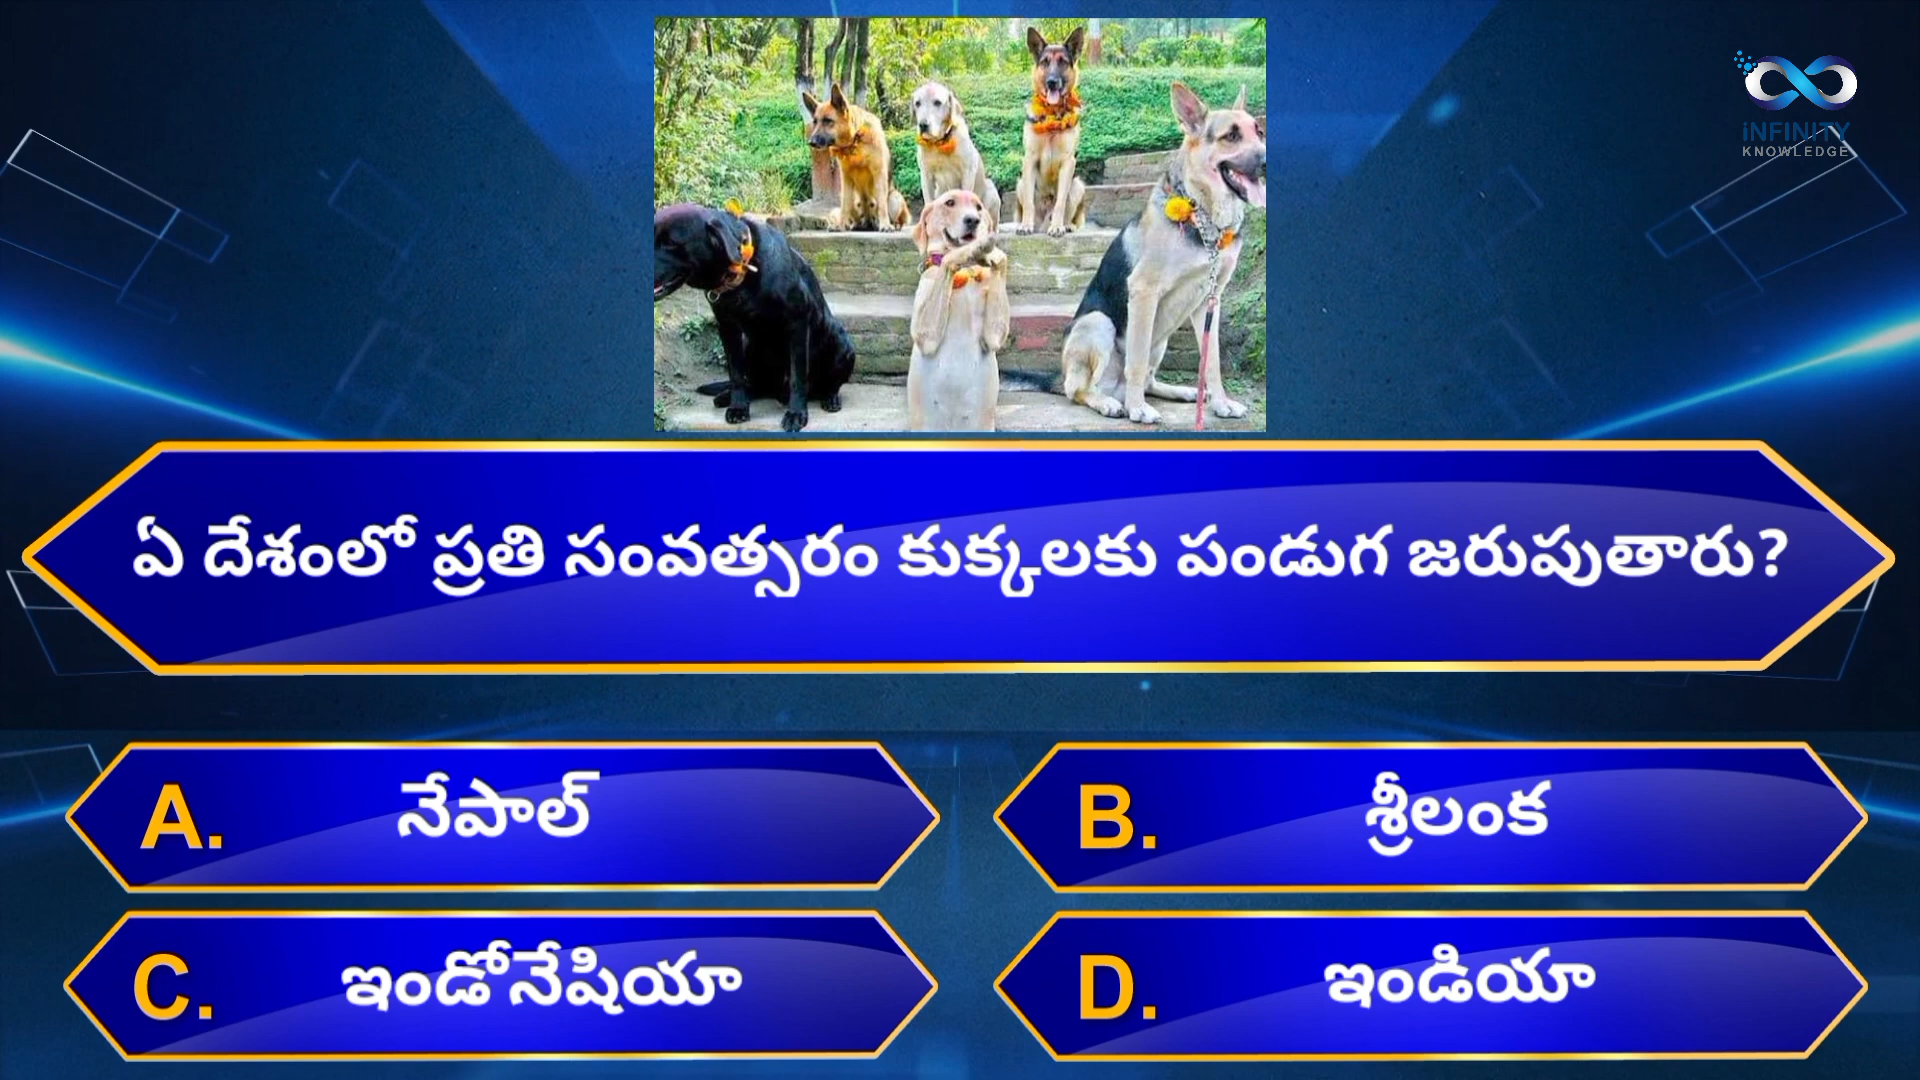 iNFINITY
KNOWLEDGE
ఏ దేశంలో ప్రతి సంవత్సరం కుక్కలకు పండుగ జరుపుతారు?
A. నేపాల్
B. శ్రీలంక
C. ఇండోనేషియా
D. ఇండియా